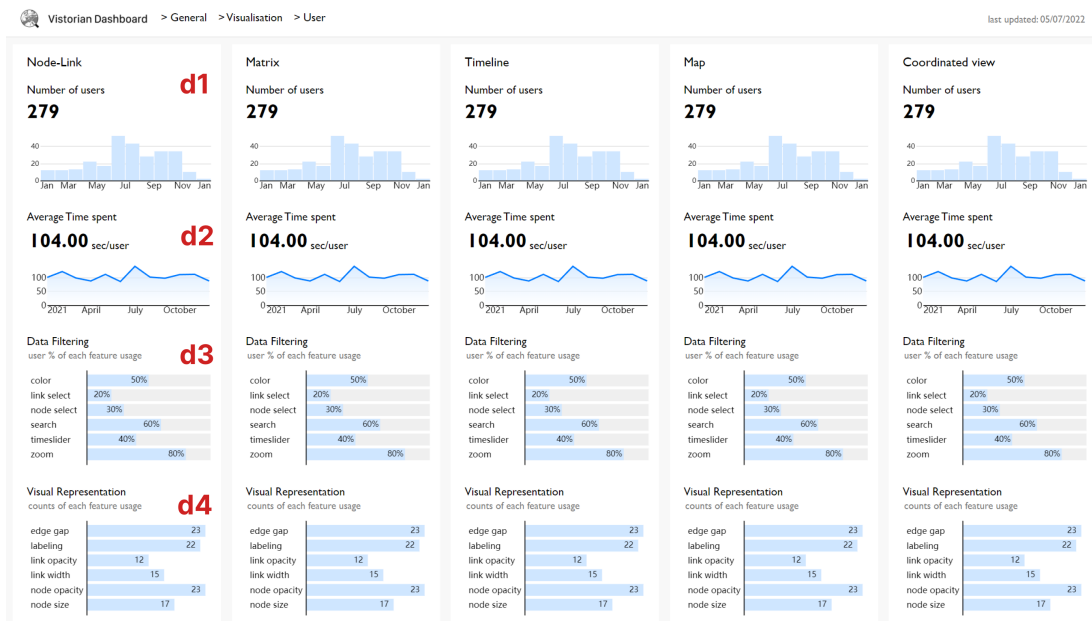 Vistorian Dashboard > General > Visualisation > User
last updated: 05/07/2022
Node-Link
d1
Number of users
279
40
20
0
Jan Mar May Jul Sep Nov Jan
Average Time spent
d2
104.00 sec/user
100
50
0
2021 April July October
Data Filtering
d3
user % of each feature usage
color 50%
link select 20%
node select 30%
search 60%
timeslider 40%
zoom 80%
Visual Representation
d4
counts of each feature usage
edge gap 23
labeling 22
link opacity 12
link width 15
node opacity 23
node size 17
Matrix
Number of users
279
40
20
0
Jan Mar May Jul Sep Nov Jan
Average Time spent
104.00 sec/user
100
50
0
2021 April July October
Data Filtering
user % of each feature usage
color 50%
link select 20%
node select 30%
search 60%
timeslider 40%
zoom 80%
Visual Representation
counts of each feature usage
edge gap 23
labeling 22
link opacity 12
link width 15
node opacity 23
node size 17
Timeline
Number of users
279
40
20
0
Jan Mar May Jul Sep Nov Jan
Average Time spent
104.00 sec/user
100
50
0
2021 April July October
Data Filtering
user % of each feature usage
color 50%
link select 20%
node select 30%
search 60%
timeslider 40%
zoom 80%
Visual Representation
counts of each feature usage
edge gap 23
labeling 22
link opacity 12
link width 15
node opacity 23
node size 17
Map
Number of users
279
40
20
0
Jan Mar May Jul Sep Nov Jan
Average Time spent
104.00 sec/user
100
50
0
2021 April July October
Data Filtering
user % of each feature usage
color 50%
link select 20%
node select 30%
search 60%
timeslider 40%
zoom 80%
Visual Representation
counts of each feature usage
edge gap 23
labeling 22
link opacity 12
link width 15
node opacity 23
node size 17
Coordinated view
Number of users
279
40
20
0
Jan Mar May Jul Sep Nov Jan
Average Time spent
104.00 sec/user
100
50
0
2021 April July October
Data Filtering
user % of each feature usage
color 50%
link select 20%
node select 30%
search 60%
timeslider 40%
zoom 80%
Visual Representation
counts of each feature usage
edge gap 23
labeling 22
link opacity 12
link width 15
node opacity 23
node size 17